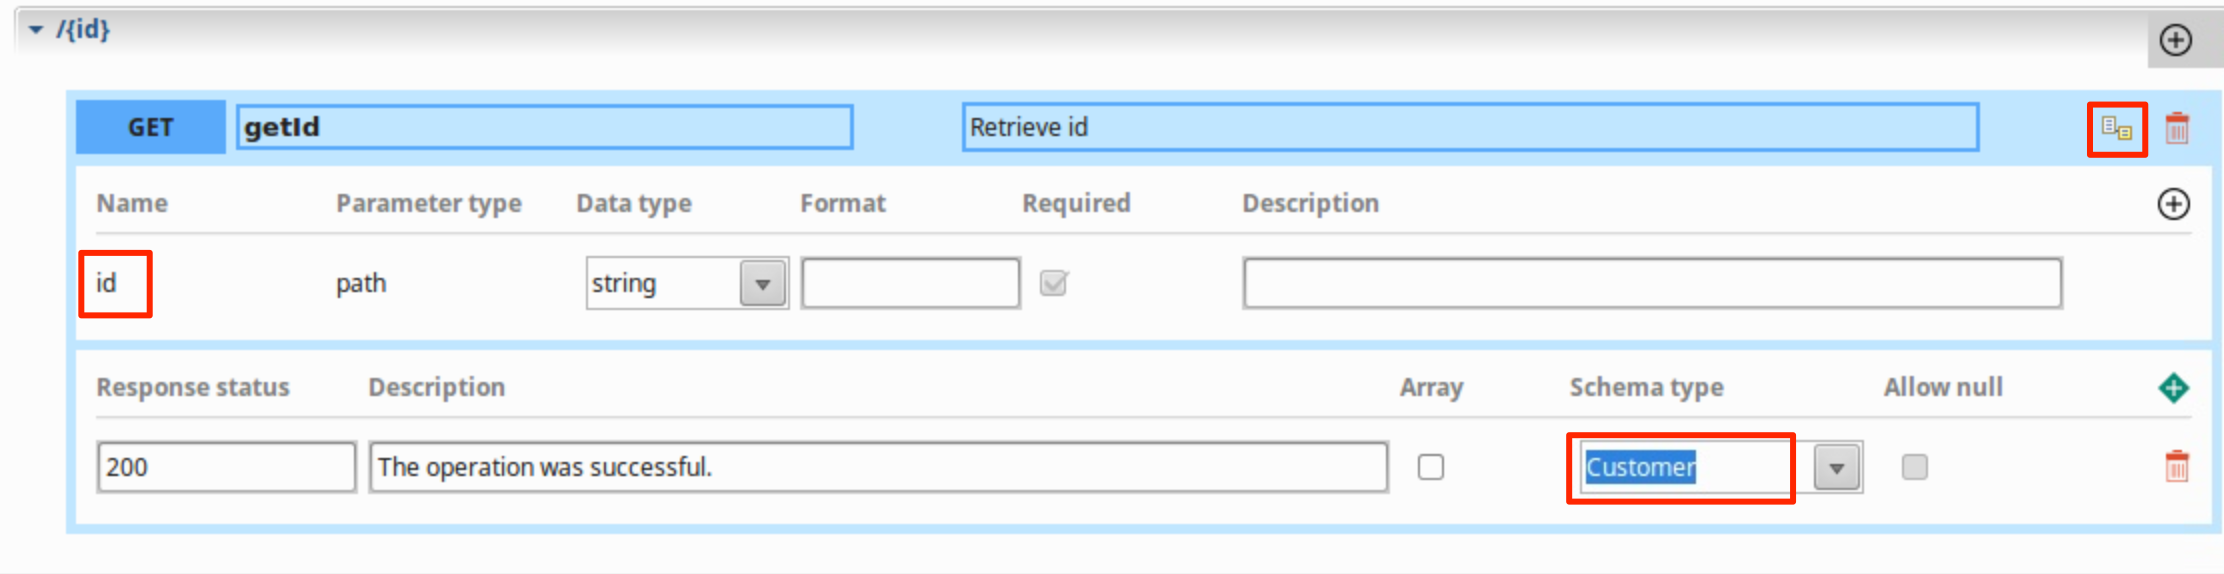 /{id}
GET getId Retrieve id
Name Parameter type Data type Format Required Description
id path string
Response status Description Array Schema type Allow null
200 The operation was successful. Customer